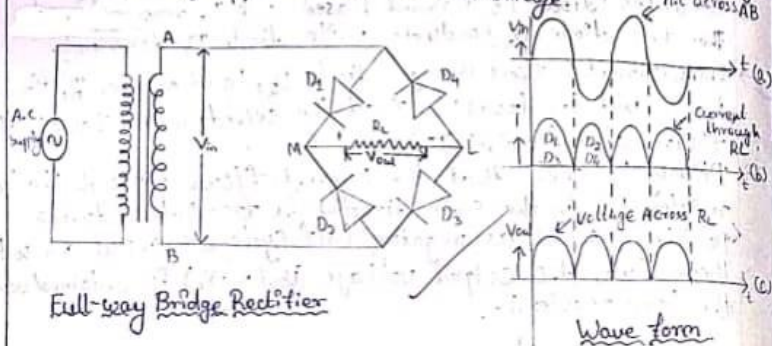 A.C across AB
Vin
t (a)
A
D1
D4
A.C.
Supply
Vin
M
+
RL
-
L
Vout
D2
D3
B
I
Current
through
RL
D1
D3
D2
D4
t (b)
Voltage Across RL
Vout
t (c)
Full-way Bridge Rectifier
Wave form